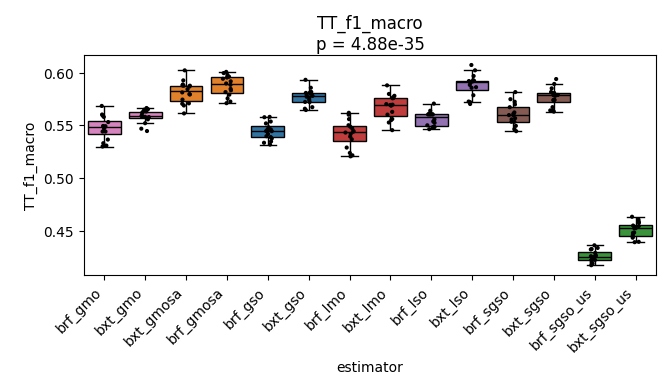 TT_f1_macro
p = 4.88e-35
TT_f1_macro
0.60
0.55
0.50
0.45
brf_gmo
bxt_gmo
bxt_gmosa
brf_gmosa
brf_gso
bxt_gso
brf_lmo
bxt_lmo
brf_lso
bxt_lso
brf_sgso
bxt_sgso
brf_sgso_us
bxt_sgso_us
estimator